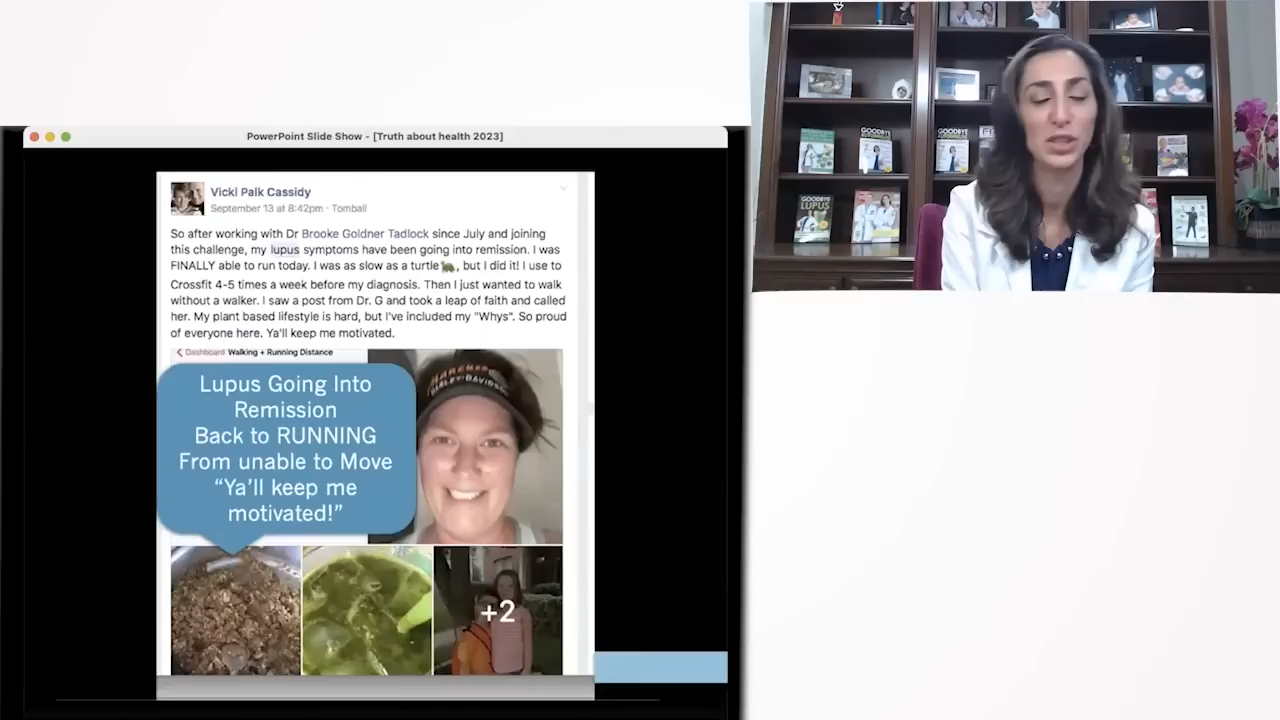 PowerPoint Slide Show - [Truth about health 2023]
Vicki Palk Cassidy
September 13 at 8:42pm · Tomball
So after working with Dr Brooke Goldner Tadlock since July and joining
this challenge, my lupus symptoms have been going into remission. I was
FINALLY able to run today. I was as slow as a turtle🐢, but I did it! I use to
Crossfit 4-5 times a week before my diagnosis. Then I just wanted to walk
without a walker. I saw a post from Dr. G and took a leap of faith and called
her. My plant based lifestyle is hard, but I've included my "Whys". So proud
of everyone here. Ya'll keep me motivated.
Dashboard Walking + Running Distance
Lupus Going Into
Remission
Back to RUNNING
From unable to Move
“Ya’ll keep me
motivated!”
HARLEY-DAVIDSON
+2
GOODBYE
GOODBYE
GOODBYE
LUPUS